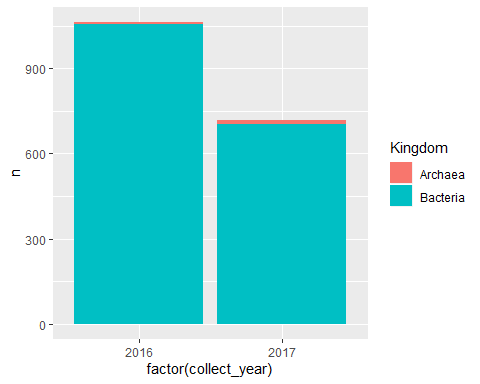 900
600
300
0
n
2016 2017
factor(collect_year)
Kingdom
Archaea
Bacteria